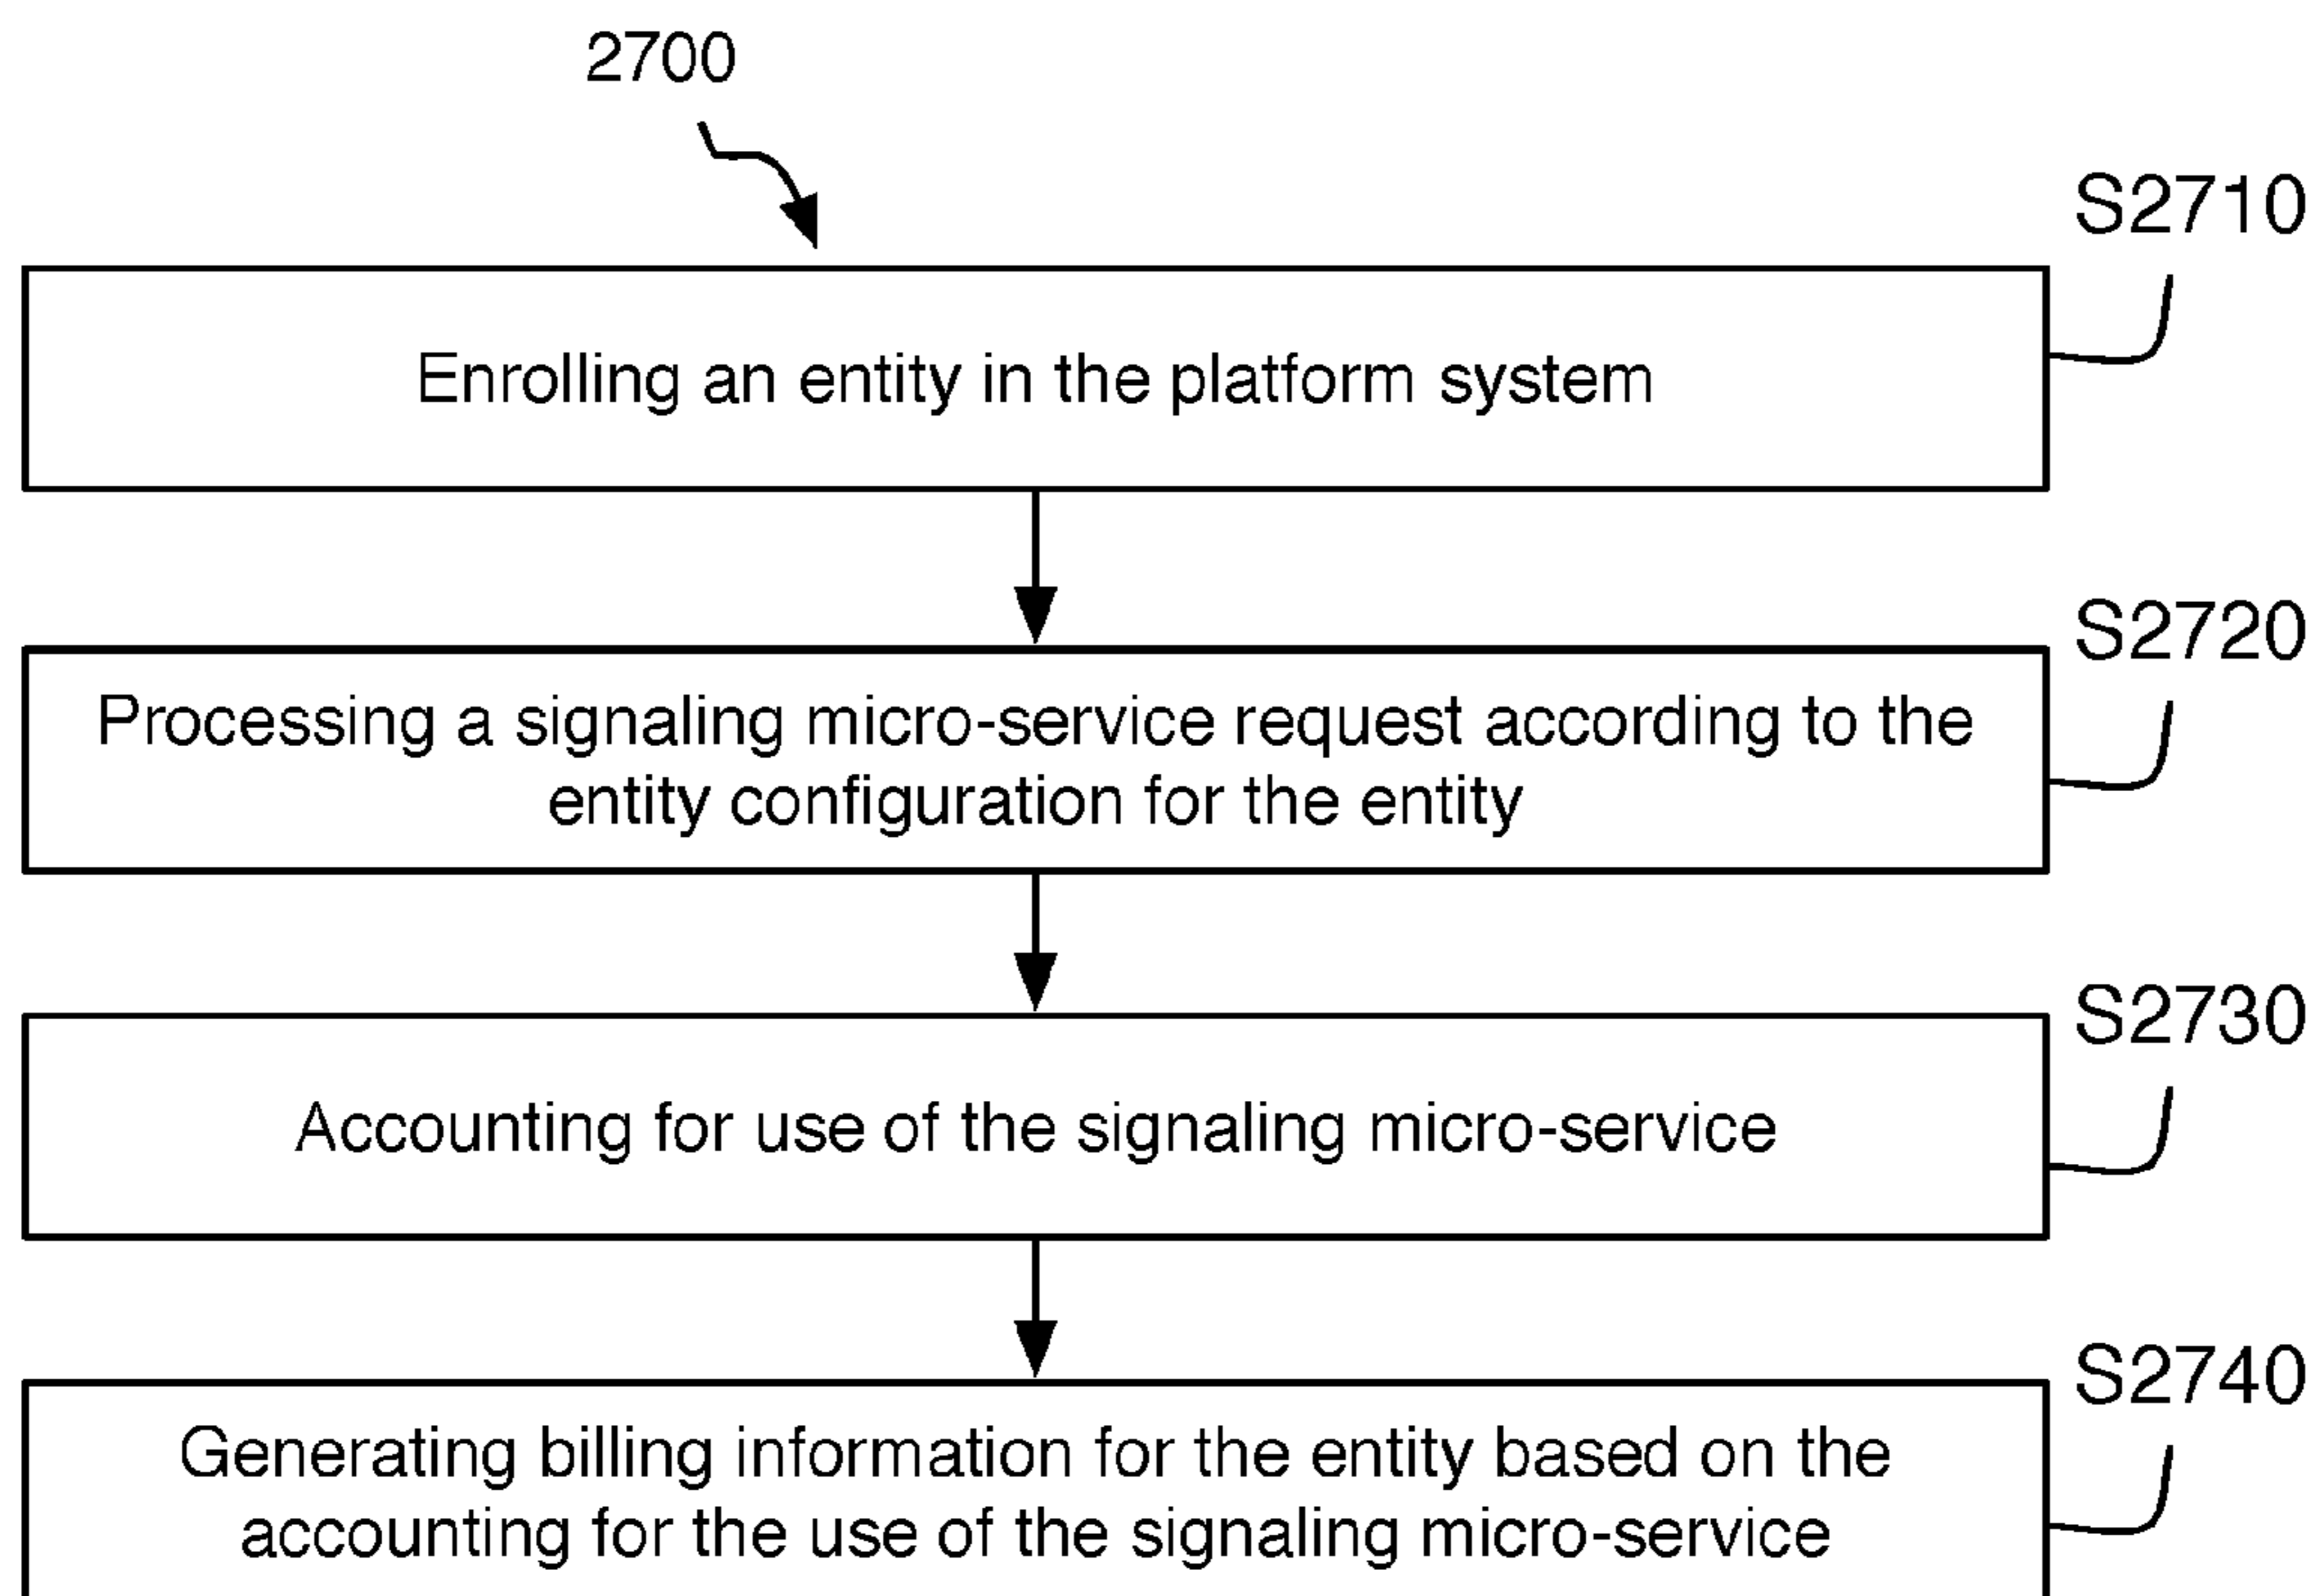 2700
S2710
Enrolling an entity in the platform system
S2720
Processing a signaling micro-service request according to the
entity configuration for the entity
S2730
Accounting for use of the signaling micro-service
S2740
Generating billing information for the entity based on the
accounting for the use of the signaling micro-service